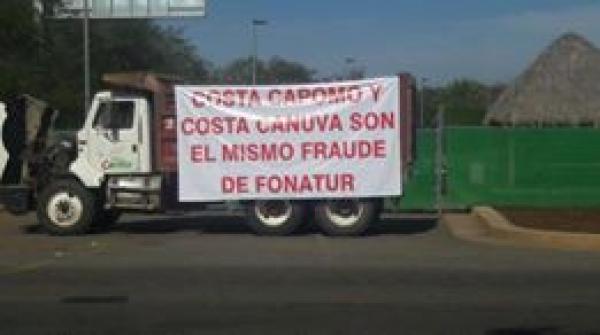 COSTA CAPOMO Y
COSTA CANUVA SON
EL MISMO FRAUDE
DE FONATUR